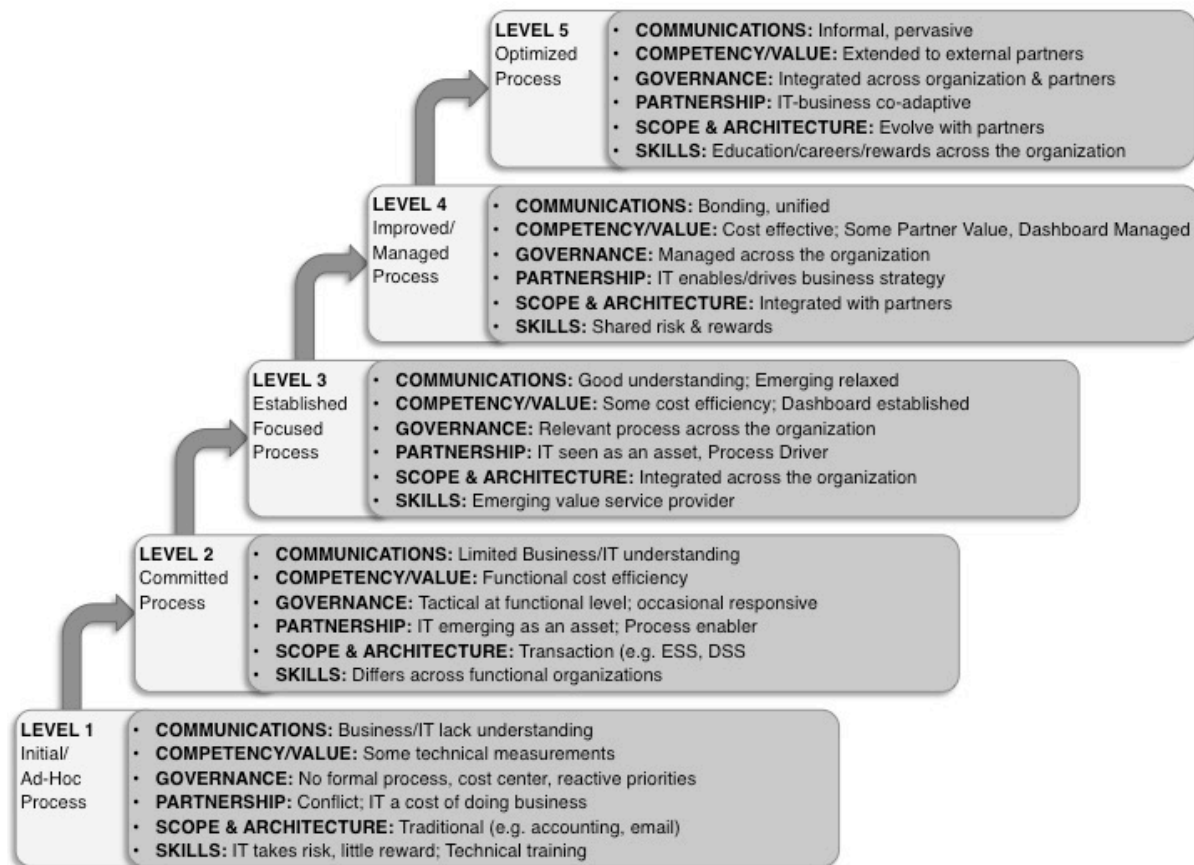 LEVEL 5
Optimized
Process
• COMMUNICATIONS: Informal, pervasive
• COMPETENCY/VALUE: Extended to external partners
• GOVERNANCE: Integrated across organization & partners
• PARTNERSHIP: IT-business co-adaptive
• SCOPE & ARCHITECTURE: Evolve with partners
• SKILLS: Education/careers/rewards across the organization
LEVEL 4
Improved/
Managed
Process
• COMMUNICATIONS: Bonding, unified
• COMPETENCY/VALUE: Cost effective; Some Partner Value, Dashboard Managed
• GOVERNANCE: Managed across the organization
• PARTNERSHIP: IT enables/drives business strategy
• SCOPE & ARCHITECTURE: Integrated with partners
• SKILLS: Shared risk & rewards
LEVEL 3
Established
Focused
Process
• COMMUNICATIONS: Good understanding; Emerging relaxed
• COMPETENCY/VALUE: Some cost efficiency; Dashboard established
• GOVERNANCE: Relevant process across the organization
• PARTNERSHIP: IT seen as an asset, Process Driver
• SCOPE & ARCHITECTURE: Integrated across the organization
• SKILLS: Emerging value service provider
LEVEL 2
Committed
Process
• COMMUNICATIONS: Limited Business/IT understanding
• COMPETENCY/VALUE: Functional cost efficiency
• GOVERNANCE: Tactical at functional level; occasional responsive
• PARTNERSHIP: IT emerging as an asset; Process enabler
• SCOPE & ARCHITECTURE: Transaction (e.g. ESS, DSS
• SKILLS: Differs across functional organizations
LEVEL 1
Initial/
Ad-Hoc
Process
• COMMUNICATIONS: Business/IT lack understanding
• COMPETENCY/VALUE: Some technical measurements
• GOVERNANCE: No formal process, cost center, reactive priorities
• PARTNERSHIP: Conflict; IT a cost of doing business
• SCOPE & ARCHITECTURE: Traditional (e.g. accounting, email)
• SKILLS: IT takes risk, little reward; Technical training